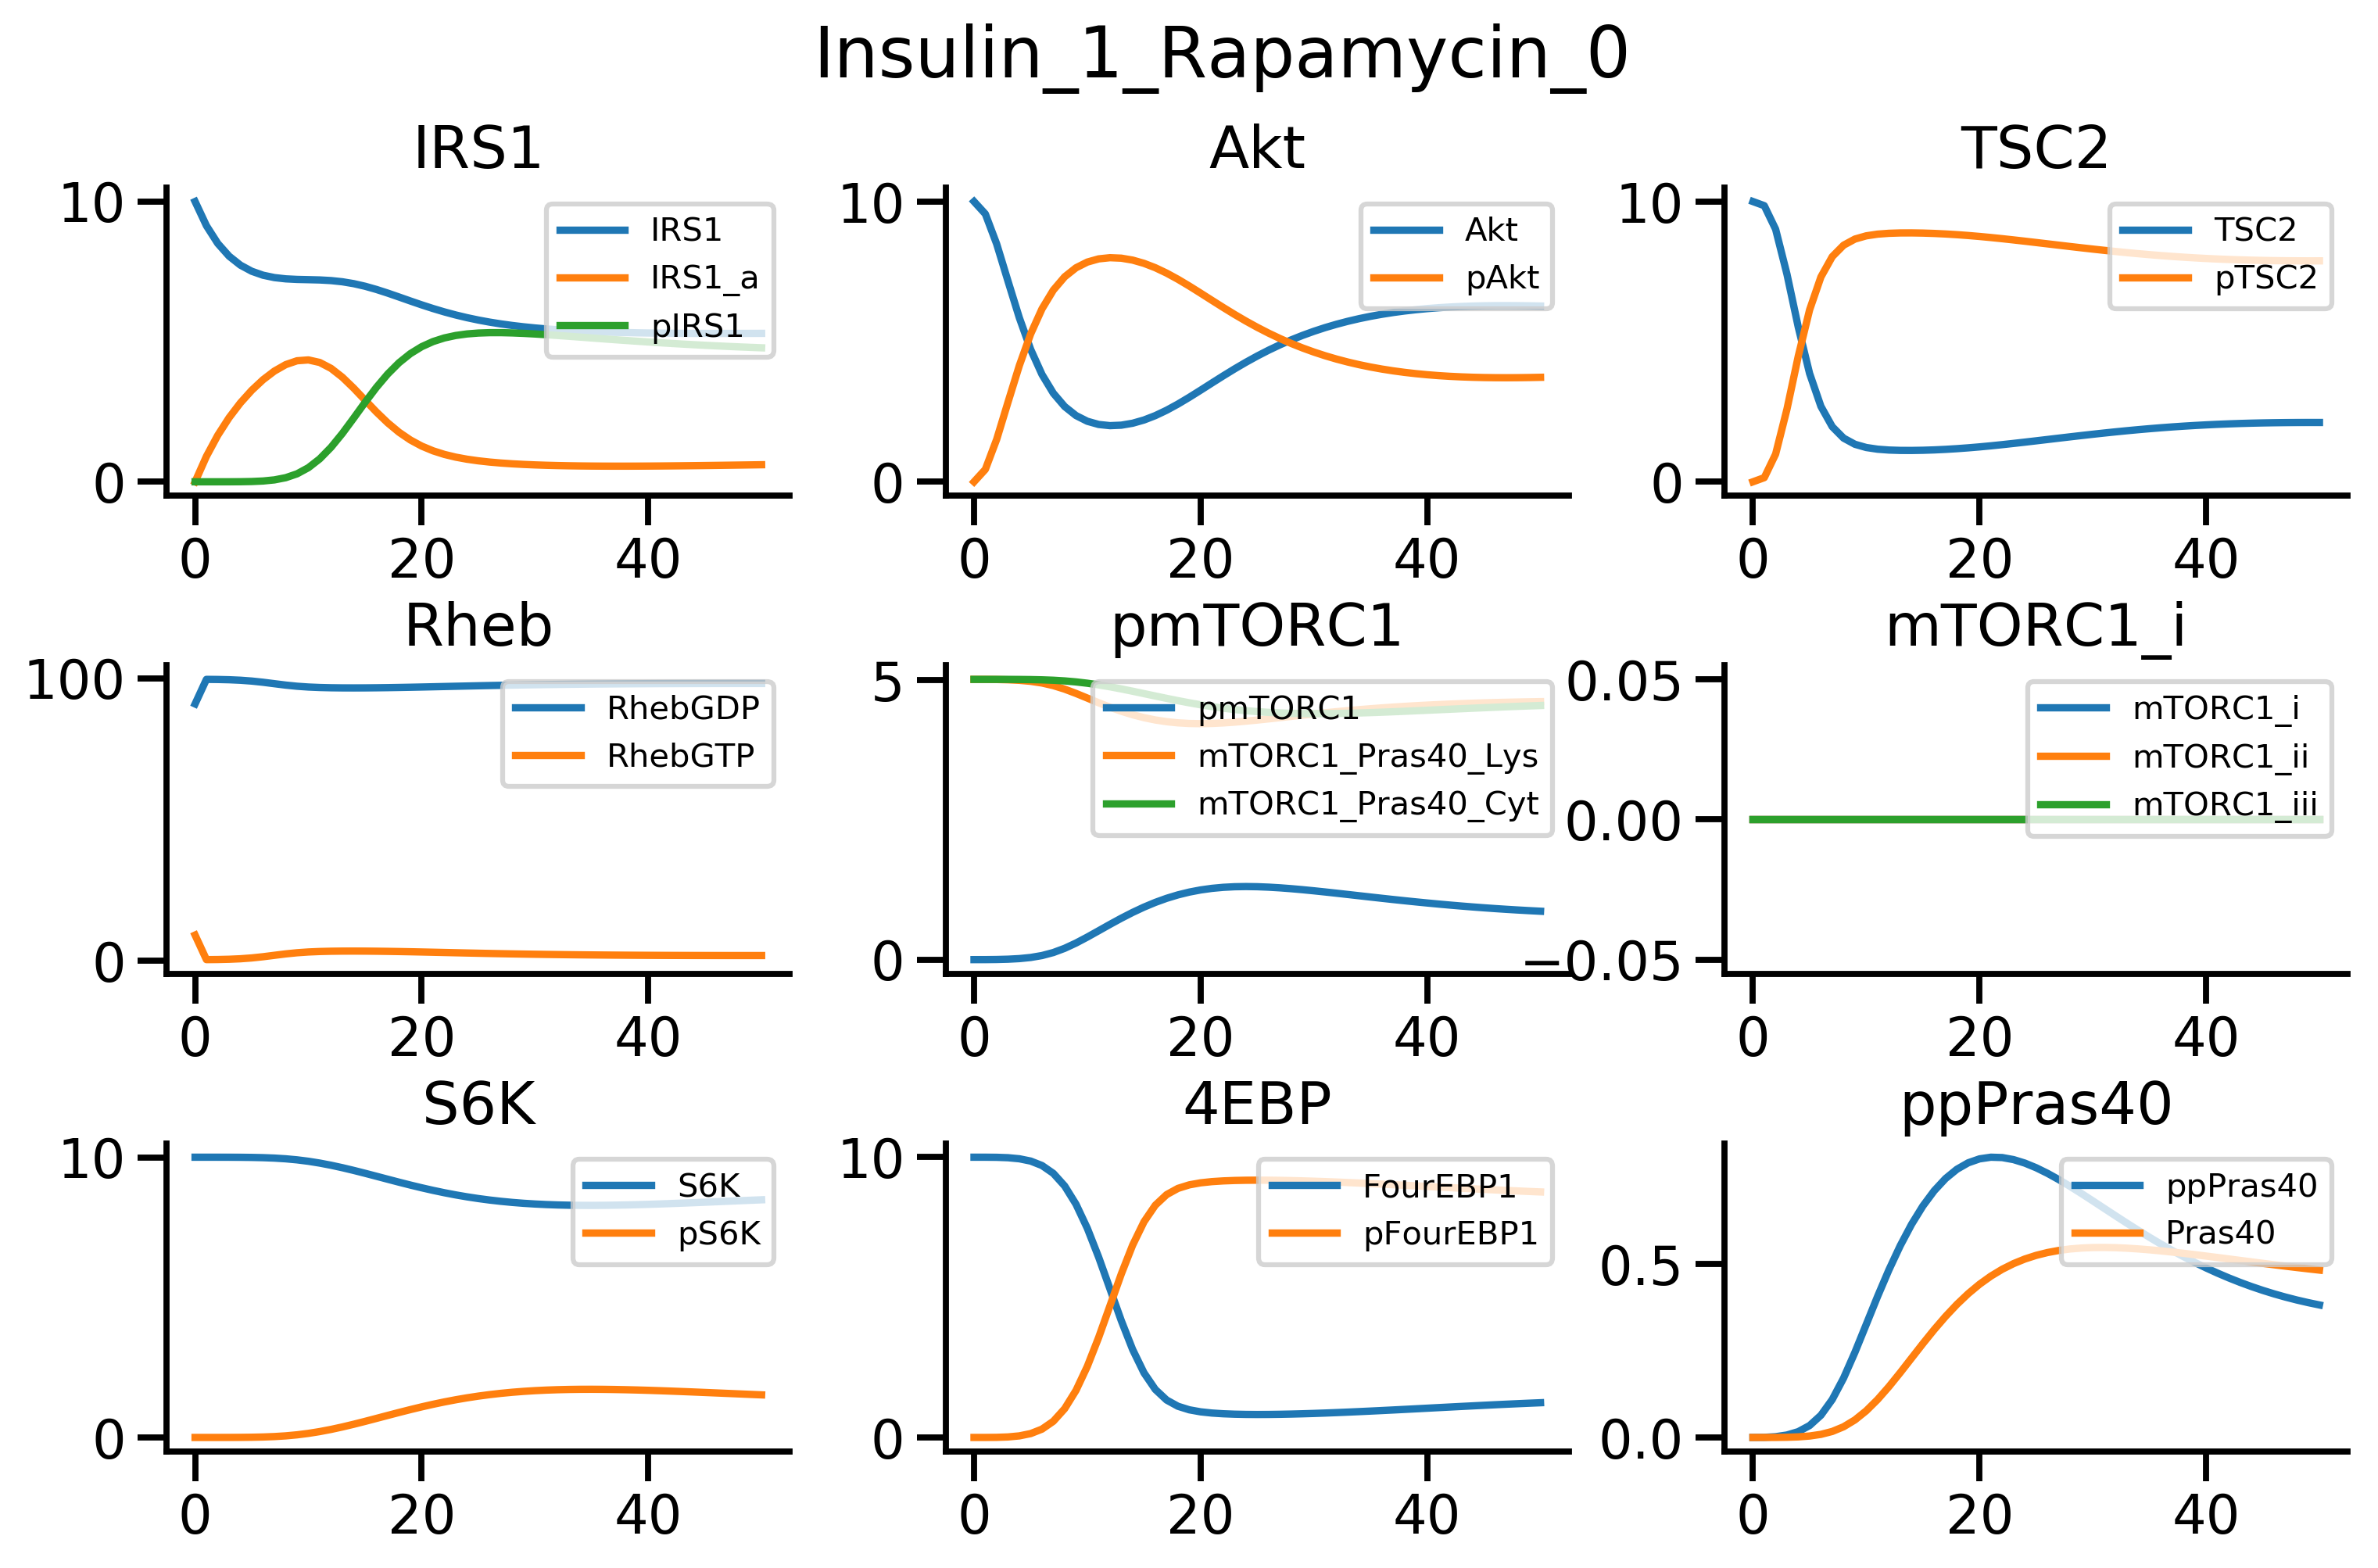 Insulin_1_Rapamycin_0
IRS1
10
0
0
20
40
IRS1
IRS1_a
pIRS1
Akt
10
0
0
20
40
Akt
pAkt
TSC2
10
0
0
20
40
TSC2
pTSC2
Rheb
100
0
0
20
40
RhebGDP
RhebGTP
pmTORC1
5
0
0
20
40
pmTORC1
mTORC1_Pras40_Lys
mTORC1_Pras40_Cyt
mTORC1_i
0.05
0.00
−0.05
0
20
40
mTORC1_i
mTORC1_ii
mTORC1_iii
S6K
10
0
0
20
40
S6K
pS6K
4EBP
10
0
0
20
40
FourEBP1
pFourEBP1
ppPras40
0.5
0.0
0
20
40
ppPras40
Pras40